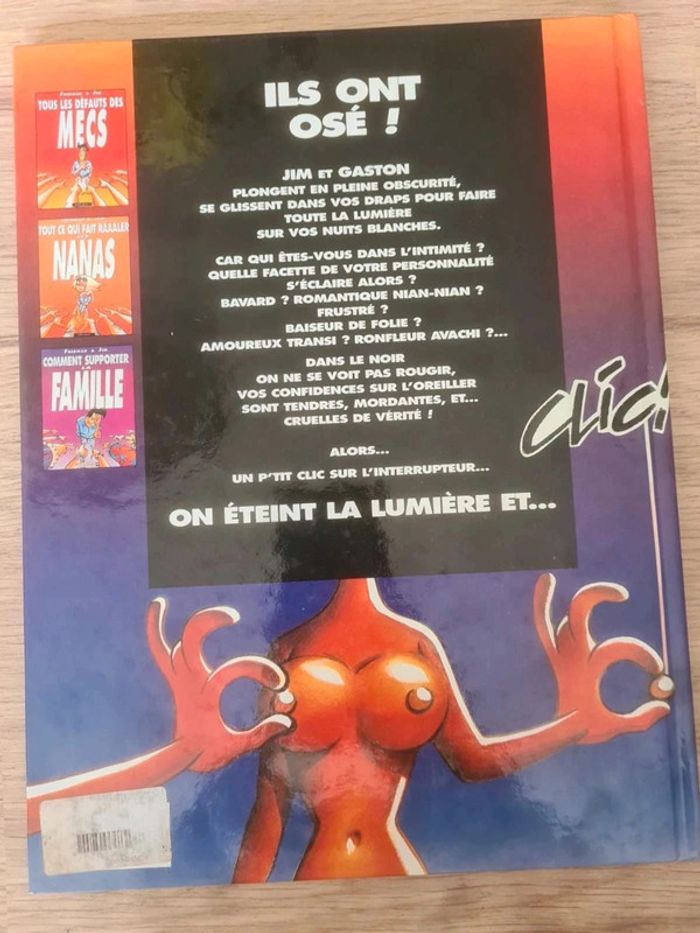 ILS ONT
OSÉ !
JIM ET GASTON
PLONGENT EN PLEINE OBSCURITÉ,
SE GLISSENT DANS VOS DRAPS POUR FAIRE
TOUTE LA LUMIÈRE
SUR VOS NUITS BLANCHES.
CAR QUI ÊTES-VOUS DANS L'INTIMITÉ ?
QUELLE FACETTE DE VOTRE PERSONNALITÉ
S'ÉCLAIRE ALORS ?
BAVARD ? ROMANTIQUE NIAN-NIAN ?
FRUSTRÉ ?
BAISEUR DE FOLIE ?
AMOUREUX TRANSI ? RONFLEUR AVACHI ?...
DANS LE NOIR
ON NE SE VOIT PAS ROUGIR,
VOS CONFIDENCES SUR L'OREILLER
SONT TENDRES, MORDANTES, ET...
CRUELLES DE VÉRITÉ !
ALORS...
UN P'TIT CLIC SUR L'INTERRUPTEUR...
ON ÉTEINT LA LUMIÈRE ET...
TOUS LES DÉFAUTS DES
MECS
TOUT CE QUI FAIT RÂÂÂLER
NANAS
COMMENT SUPPORTER
LA
FAMILLE
CLIC!